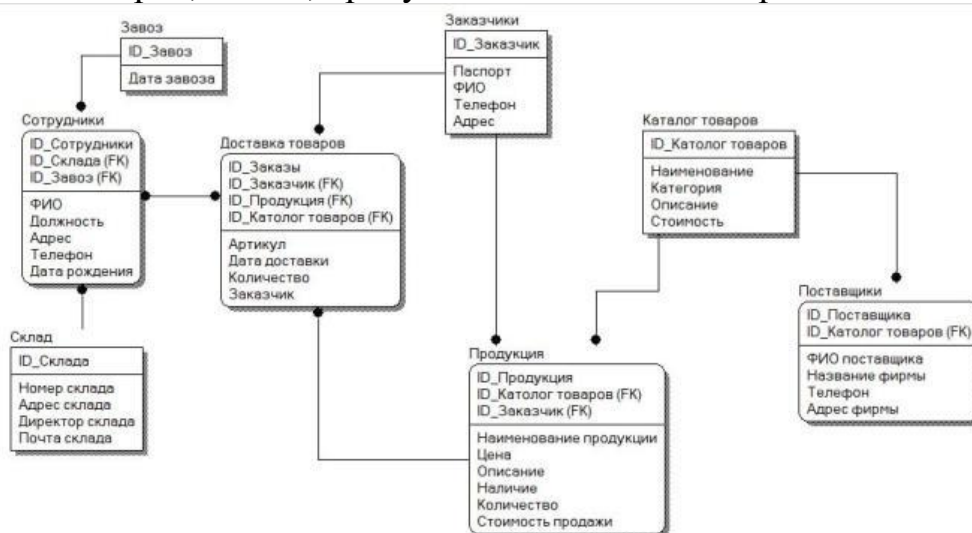 Завоз
ID_Завоз
Дата завоза
Заказчики
ID_Заказчик
Паспорт
ФИО
Телефон
Адрес
Сотрудники
ID_Сотрудники
ID_Склада (FK)
ID_Завоз (FK)
ФИО
Должность
Адрес
Телефон
Дата рождения
Доставка товаров
ID_Заказы
ID_Заказчик (FK)
ID_Продукция (FK)
ID_Католог товаров (FK)
Артикул
Дата доставки
Количество
Заказчик
Каталог товаров
ID_Католог товаров
Наименование
Категория
Описание
Стоимость
Поставщики
ID_Поставщика
ID_Католог товаров (FK)
ФИО поставщика
Название фирмы
Телефон
Адрес фирмы
Склад
ID_Склада
Номер склада
Адрес склада
Директор склада
Почта склада
Продукция
ID_Продукция
ID_Католог товаров (FK)
ID_Заказчик (FK)
Наименование продукции
Цена
Описание
Наличие
Количество
Стоимость продажи